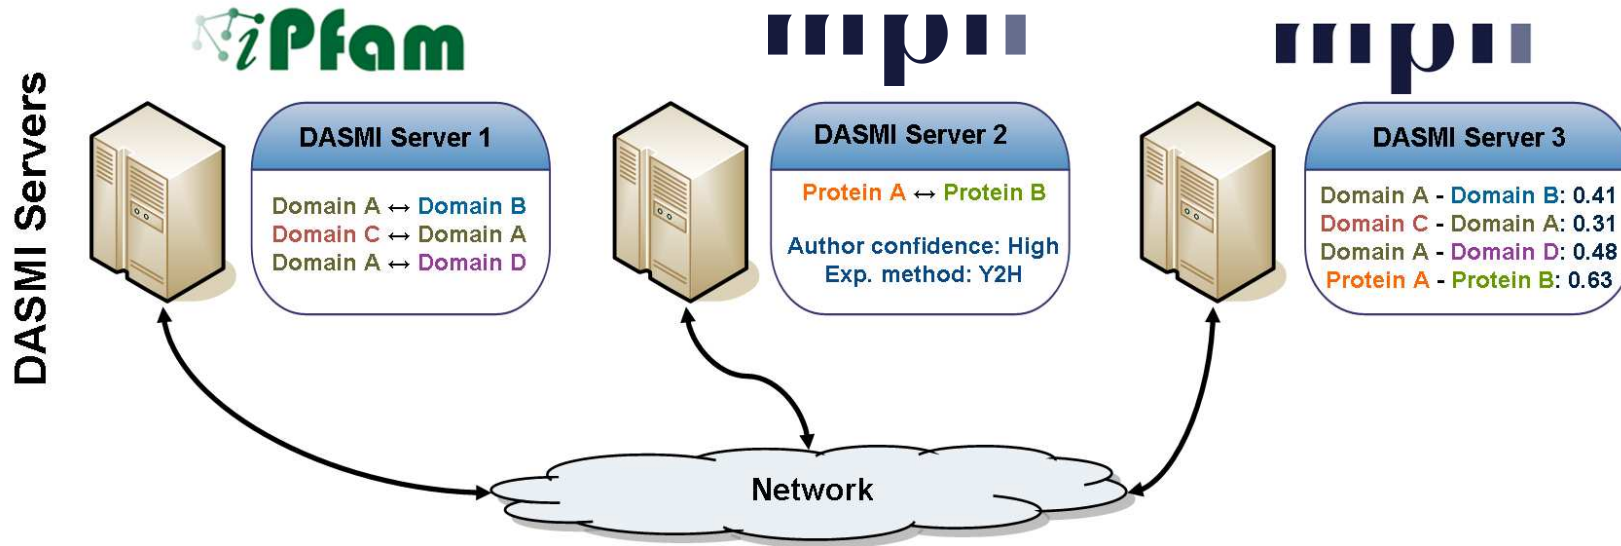 iPfam
mpii
mpii
DASMI Servers
DASMI Server 1
Domain A ↔ Domain B
Domain C ↔ Domain A
Domain A ↔ Domain D
DASMI Server 2
Protein A ↔ Protein B
Author confidence: High
Exp. method: Y2H
DASMI Server 3
Domain A - Domain B: 0.41
Domain C - Domain A: 0.31
Domain A - Domain D: 0.48
Protein A - Protein B: 0.63
Network